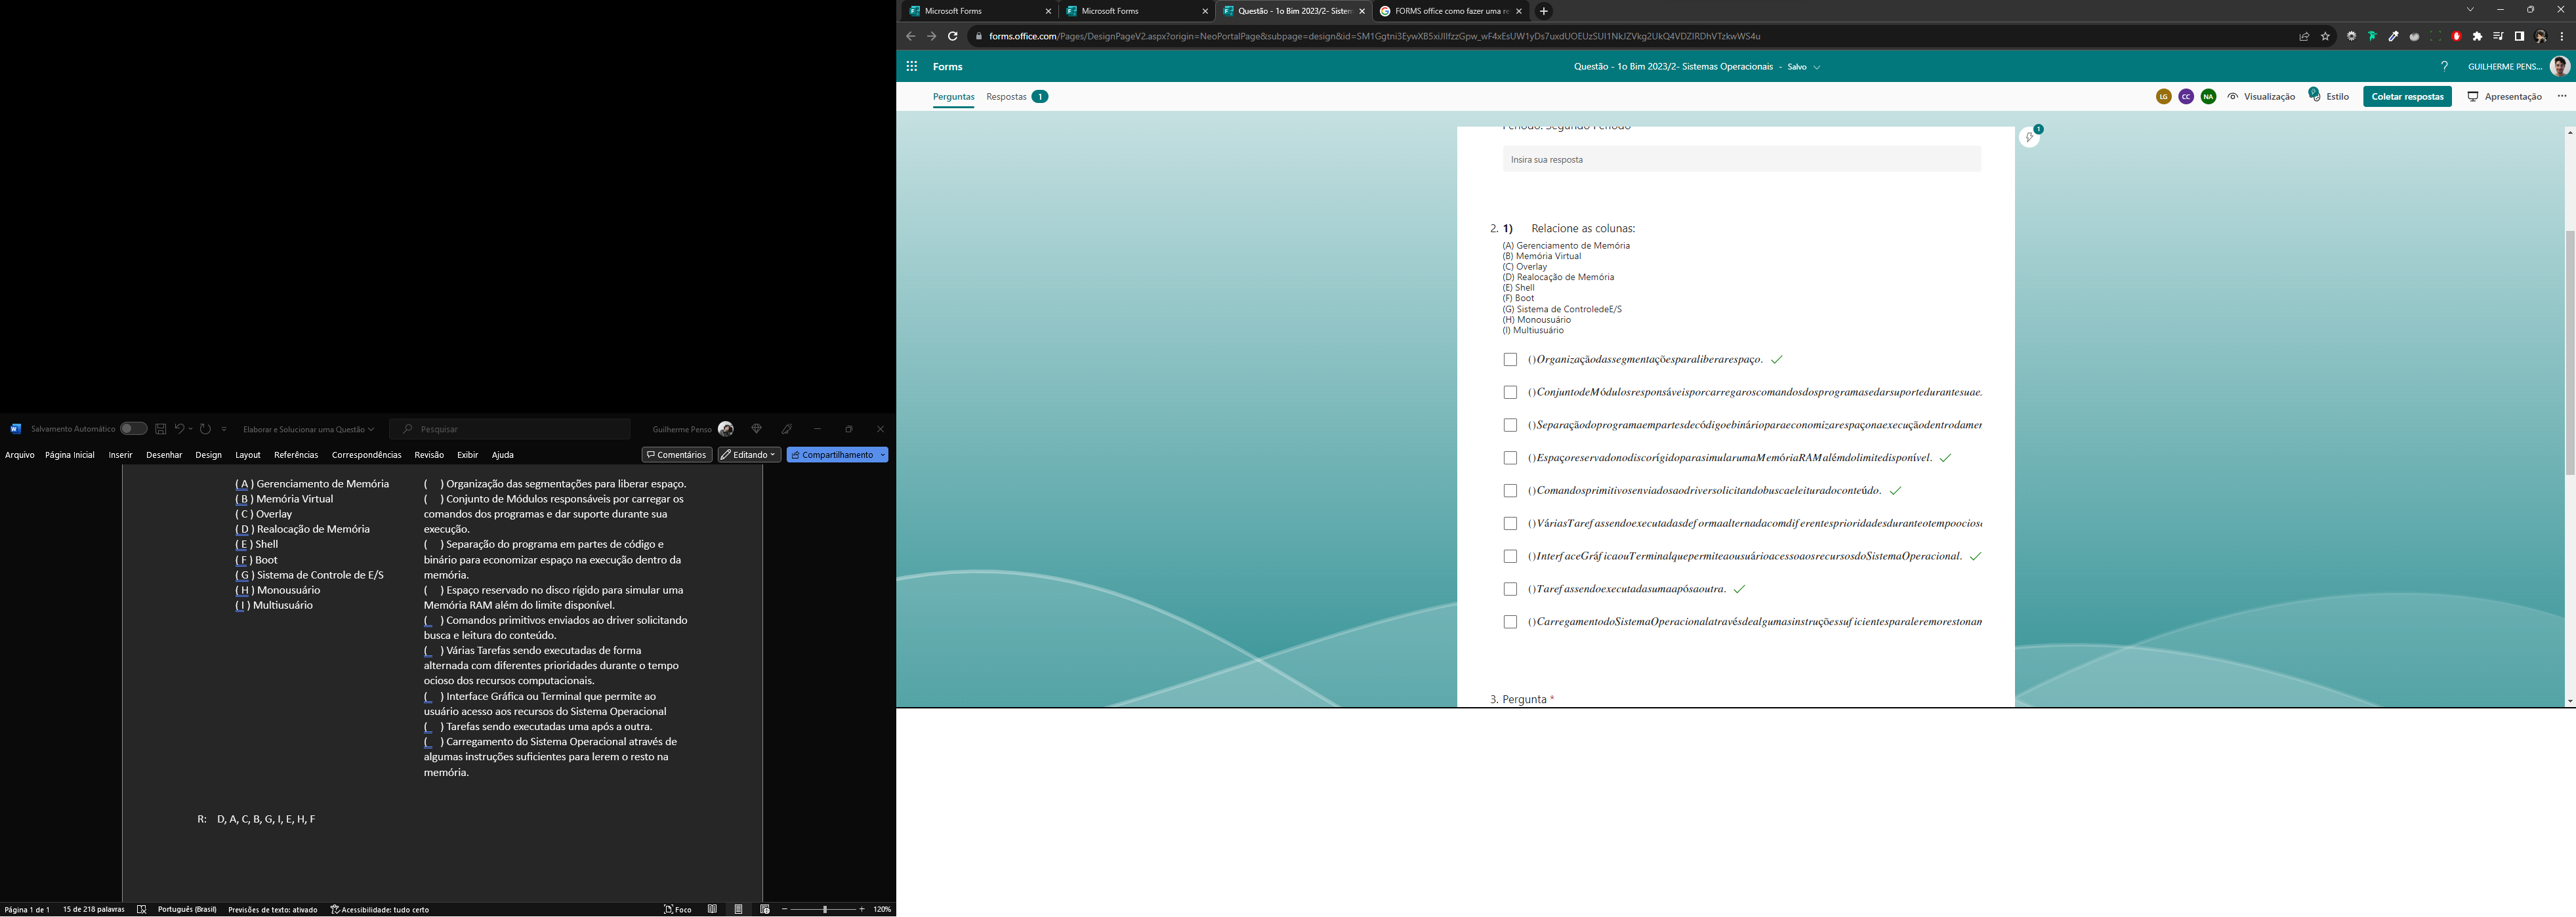 Microsoft Forms
Microsoft Forms
Questão - 1o Bim 2023/2- Sistem
FORMS office como fazer uma re
forms.office.com/Pages/DesignPageV2.aspx?origin=NeoPortalPage&subpage=design&id=
Forms
Questão - 1o Bim 2023/2- Sistemas Operacionais - Salvo
GUILHERME PENS...
Perguntas
Respostas 1
LG
CC
NA
Visualização
Estilo
Coletar respostas
Apresentação
Período: Segundo Período
1
Insira sua resposta
2. 1) Relacione as colunas:
(A) Gerenciamento de Memória
(B) Memória Virtual
(C) Overlay
(D) Realocação de Memória
(E) Shell
(F) Boot
(G) Sistema de ControledeE/S
(H) Monousuário
(I) Multiusuário
()Organizaçãodassegmentaçõesparaliberarespaço.
()ConjuntodeMódulosresponsáveisporcarregaroscomandosdosprogramasedarsuportedurantesuae.
()Separaçãodoprogramaempartesdecódigoebinárioparaeconomizarespaçonaexecuçãodentrodamer
()EspaçoreservadonodiscorígidoparasimularumaMemóriaRAMalémdolimitedisponível.
()Comandosprimitivosenviadosaodriversolicitandobuscaeleituradoconteúdo.
()VáriasTarefassendoexecutadasdeformaalternadacomdiferentesprioridadesduranteotempoocioso
()InterfaceGráficaouTerminalquepermiteaousuárioacessoaosrecursosdoSistemaOperacional.
()Tarefassendoexecutadasumaapósaoutra.
()CarregamentodoSistemaOperacionalatravésdealgumasinstruçõessuficientesparaleremorestonam
3. Pergunta *
Salvamento Automático
Elaborar e Solucionar uma Questão
Pesquisar
Guilherme Penso
Arquivo Página Inicial Inserir Desenhar Design Layout Referências Correspondências Revisão Exibir Ajuda
Comentários
Editando
Compartilhamento
( A ) Gerenciamento de Memória
( B ) Memória Virtual
( C ) Overlay
( D ) Realocação de Memória
( E ) Shell
( F ) Boot
( G ) Sistema de Controle de E/S
( H ) Monousuário
( I ) Multiusuário
( ) Organização das segmentações para liberar espaço.
( ) Conjunto de Módulos responsáveis por carregar os
comandos dos programas e dar suporte durante sua
execução.
( ) Separação do programa em partes de código e
binário para economizar espaço na execução dentro da
memória.
( ) Espaço reservado no disco rígido para simular uma
Memória RAM além do limite disponível.
( ) Comandos primitivos enviados ao driver solicitando
busca e leitura do conteúdo.
( ) Várias Tarefas sendo executadas de forma
alternada com diferentes prioridades durante o tempo
ocioso dos recursos computacionais.
( ) Interface Gráfica ou Terminal que permite ao
usuário acesso aos recursos do Sistema Operacional
( ) Tarefas sendo executadas uma após a outra.
( ) Carregamento do Sistema Operacional através de
algumas instruções suficientes para lerem o resto na
memória.
R: D, A, C, B, G, I, E, H, F
Página 1 de 1 15 de 218 palavras Português (Brasil) Previsões de texto: ativado Acessibilidade: tudo certo
Foco
120%